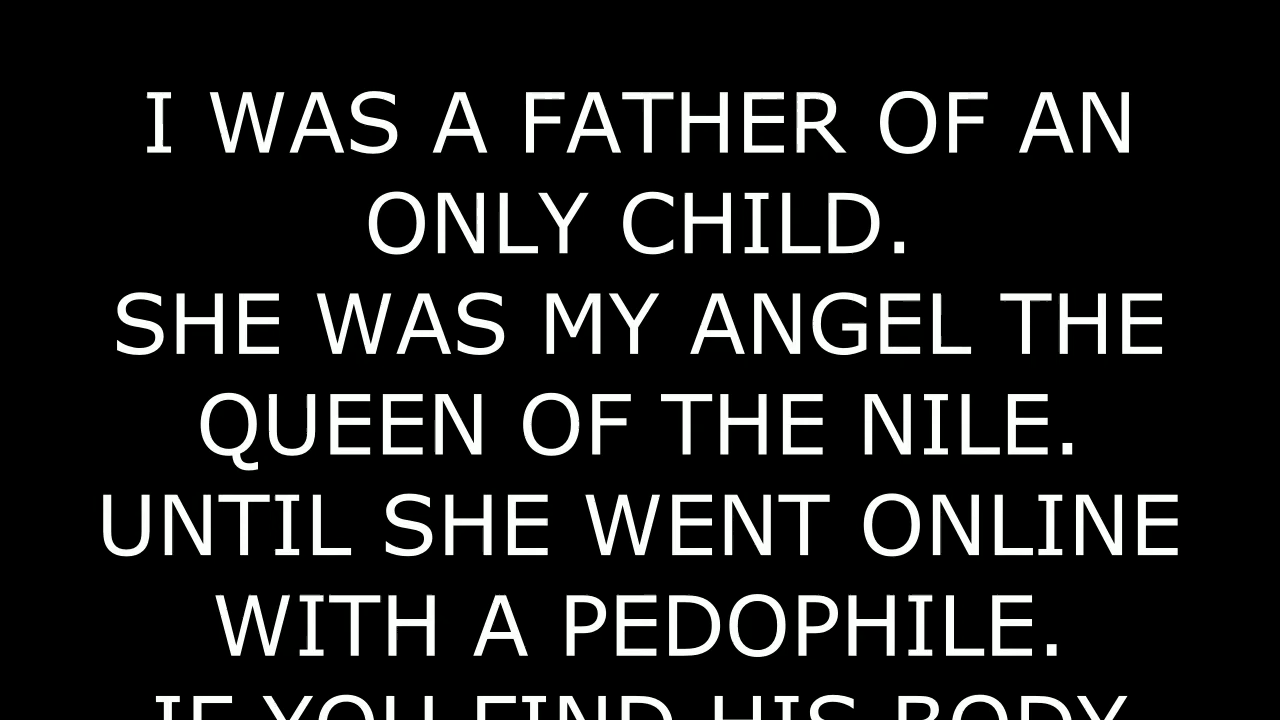 I WAS A FATHER OF AN
ONLY CHILD.
SHE WAS MY ANGEL THE
QUEEN OF THE NILE.
UNTIL SHE WENT ONLINE
WITH A PEDOPHILE.
IF YOU FIND HIS BODY